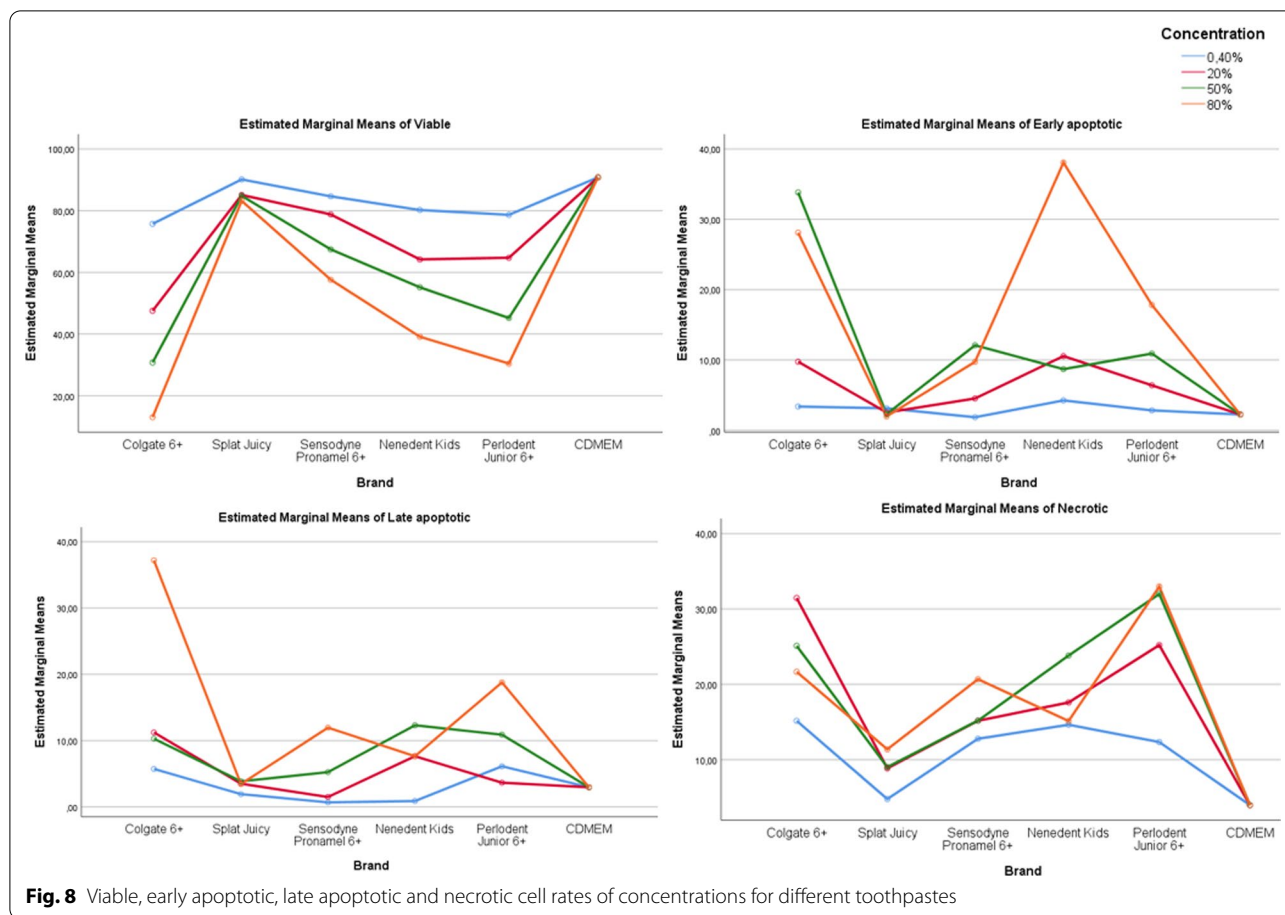 Concentration
0,40%
20%
50%
80%
Estimated Marginal Means of Viable
Estimated Marginal Means
100,00
80,00
60,00
40,00
20,00
Colgate 6+
Splat Juicy
Sensodyne
Pronamel 6+
Nenedent Kids
Perlodent
Junior 6+
CDMEM
Brand
Estimated Marginal Means of Early apoptotic
Estimated Marginal Means
40,00
30,00
20,00
10,00
,00
Colgate 6+
Splat Juicy
Sensodyne
Pronamel 6+
Nenedent Kids
Perlodent
Junior 6+
CDMEM
Brand
Estimated Marginal Means of Late apoptotic
Estimated Marginal Means
40,00
30,00
20,00
10,00
,00
Colgate 6+
Splat Juicy
Sensodyne
Pronamel 6+
Nenedent Kids
Perlodent
Junior 6+
CDMEM
Brand
Estimated Marginal Means of Necrotic
Estimated Marginal Means
40,00
30,00
20,00
10,00
Colgate 6+
Splat Juicy
Sensodyne
Pronamel 6+
Nenedent Kids
Perlodent
Junior 6+
CDMEM
Brand
Fig. 8 Viable, early apoptotic, late apoptotic and necrotic cell rates of concentrations for different toothpastes